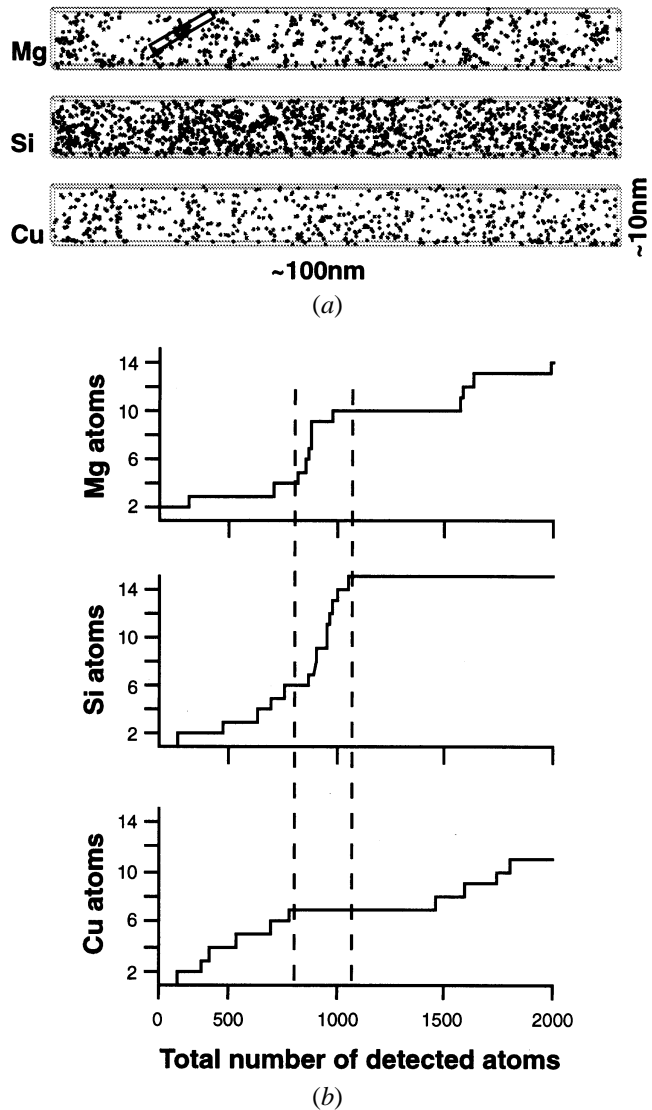 Mg
Si
Cu
~10nm
~100nm
(a)
14
10
6
2
Mg atoms
14
10
6
2
Si atoms
14
10
6
2
Cu atoms
0 500 1000 1500 2000
Total number of detected atoms
(b)